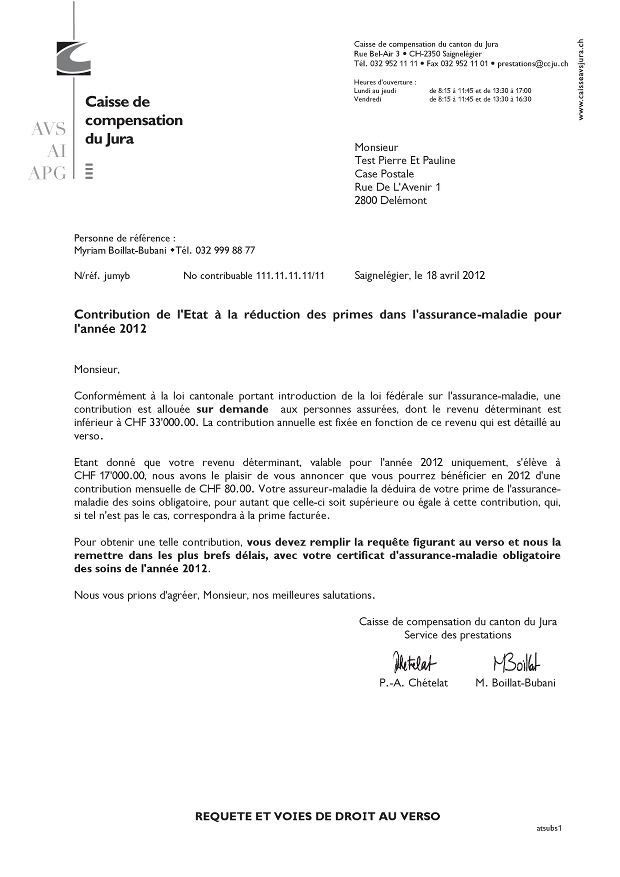 Caisse de compensation du canton du Jura
Rue Bel-Air 3 • CH-2350 Saignelégier
Tél. 032 952 11 11 • Fax 032 952 11 01 • prestations@ccju.ch
Heures d'ouverture :
Lundi au jeudi de 8:15 à 11:45 et de 13:30 à 17:00
Vendredi de 8:15 à 11:45 et de 13:30 à 16:30
www.caisseavsjura.ch
Caisse de
compensation
du Jura
AVS
AI
APG
Monsieur
Test Pierre Et Pauline
Case Postale
Rue De L'Avenir 1
2800 Delémont
Personne de référence :
Myriam Boillat-Bubani •Tél. 032 999 88 77
N/réf. jumyb No contribuable 111.11.11.11/11 Saignelégier, le 18 avril 2012
Contribution de l'Etat à la réduction des primes dans l'assurance-maladie pour
l'année 2012
Monsieur,
Conformément à la loi cantonale portant introduction de la loi fédérale sur l'assurance-maladie, une
contribution est allouée sur demande aux personnes assurées, dont le revenu déterminant est
inférieur à CHF 33'000.00. La contribution annuelle est fixée en fonction de ce revenu qui est détaillé au
verso.
Etant donné que votre revenu déterminant, valable pour l'année 2012 uniquement, s'élève à
CHF 17'000.00, nous avons le plaisir de vous annoncer que vous pourrez bénéficier en 2012 d'une
contribution mensuelle de CHF 80.00. Votre assureur-maladie la déduira de votre prime de l'assurance-
maladie des soins obligatoire, pour autant que celle-ci soit supérieure ou égale à cette contribution, qui,
si tel n'est pas le cas, correspondra à la prime facturée.
Pour obtenir une telle contribution, vous devez remplir la requête figurant au verso et nous la
remettre dans les plus brefs délais, avec votre certificat d'assurance-maladie obligatoire
des soins de l'année 2012.
Nous vous prions d'agréer, Monsieur, nos meilleures salutations.
Caisse de compensation du canton du Jura
Service des prestations
MBoillat
P.-A. Chételat M. Boillat-Bubani
REQUETE ET VOIES DE DROIT AU VERSO
atsubs1